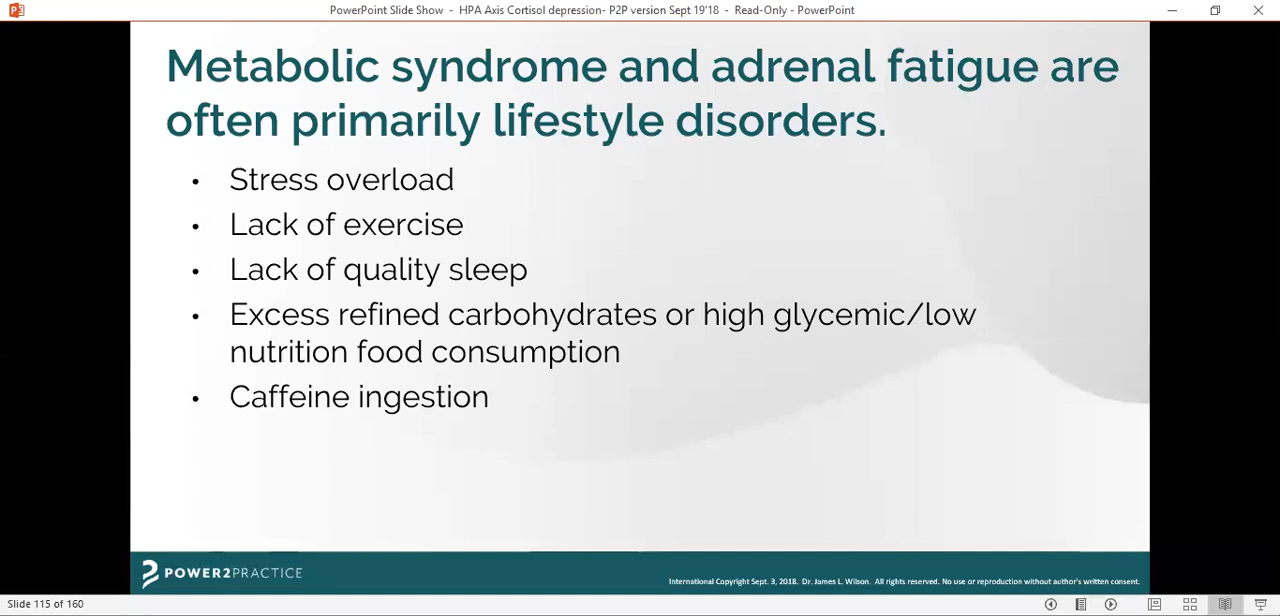 PowerPoint Slide Show - HPA Axis Cortisol depression- P2P version Sept 19'18 - Read-Only - PowerPoint
Metabolic syndrome and adrenal fatigue are
often primarily lifestyle disorders.
• Stress overload
• Lack of exercise
• Lack of quality sleep
• Excess refined carbohydrates or high glycemic/low
nutrition food consumption
• Caffeine ingestion
POWER2PRACTICE
International Copyright Sept. 3, 2018. Dr. James L. Wilson. All rights reserved. No use or reproduction without author's written consent.
Slide 115 of 160